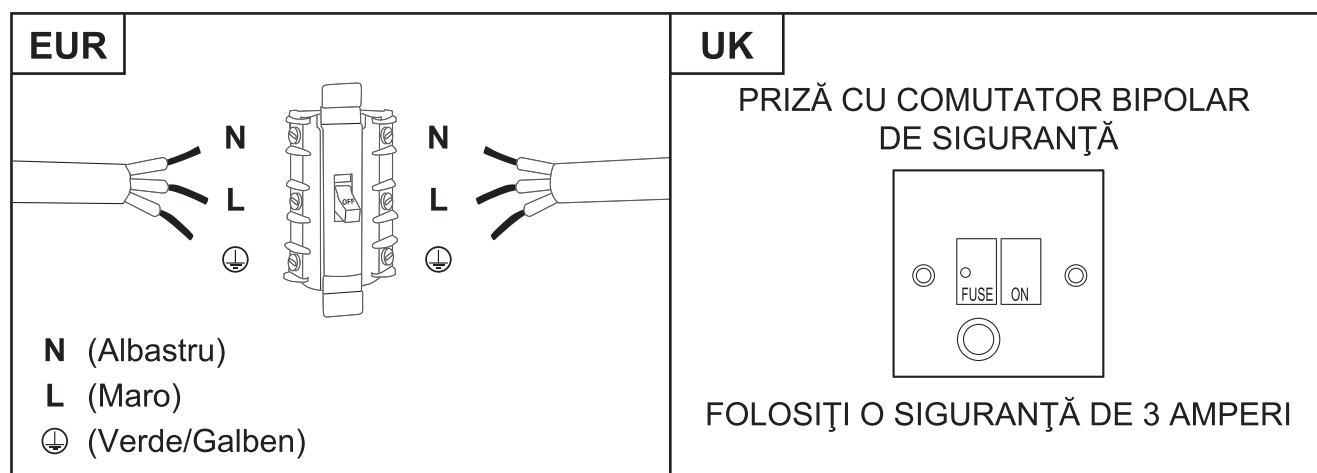 EUR
N
L
OFF
N
L
N (Albastru)
L (Maro)
(Verde/Galben)
UK
PRIZĂ CU COMUTATOR BIPOLAR
DE SIGURANŢĂ
FUSE ON
FOLOSIŢI O SIGURANŢĂ DE 3 AMPERI